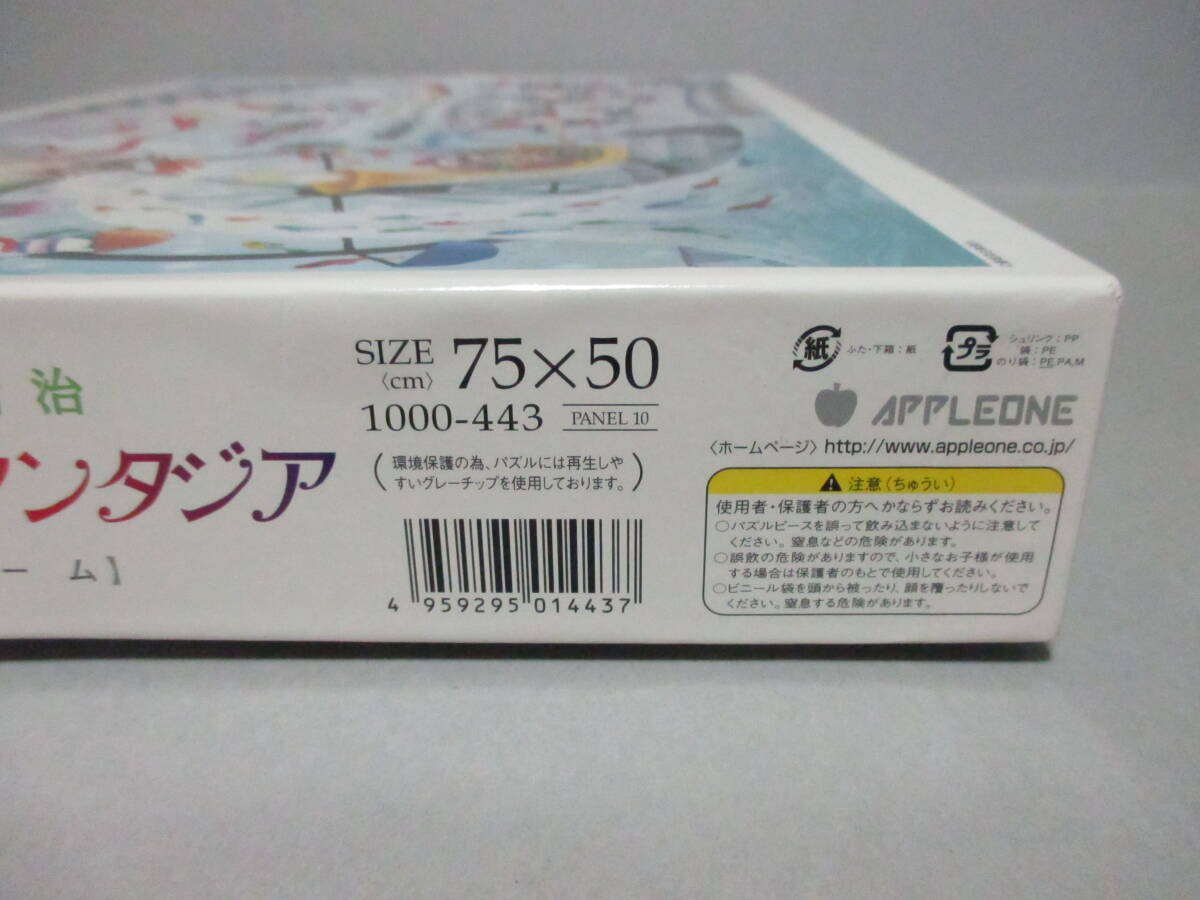 治
ァンタジア
ーム】
SIZE
〈cm〉
75×50
1000-443
PANEL 10
(環境保護の為、パズルには再生しや
すいグレーチップを使用しております。)
4 959295 014437
紙
ふた・下箱：紙
プラ
シュリンク：PP
袋：PE
のり袋：PE,PA,M
APPLEONE
〈ホームページ〉http://www.appleone.co.jp/
注意（ちゅうい）
使用者・保護者の方へかならずお読みください。
○パズルピースを誤って飲み込まないように注意して
ください。窒息などの危険があります。
○誤飲の危険がありますので、小さなお子様が使用
する場合は保護者のもとで使用してください。
○ビニール袋を頭から被ったり、顔を覆ったりしないで
ください。窒息する危険があります。